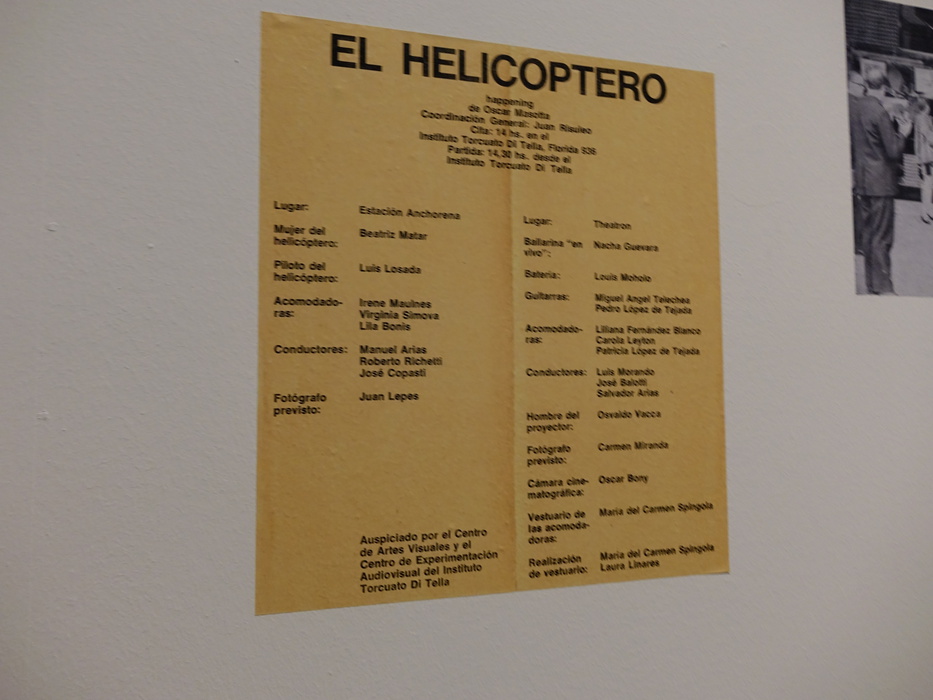 EL HELICOPTERO
happening
de Oscar Masotta
Coordinación General: Juan Risuleo
Cita: 14 hs. en el
Instituto Torcuato Di Tella, Florida 936
Partida: 14,30 hs. desde el
Instituto Torcuato Di Tella
Lugar: Estación Anchorena
Mujer del Beatriz Matar
helicóptero:
Piloto del Luis Losada
helicóptero:
Acomodado- Irene Maulnes
ras: Virginia Simova
Lila Bonis
Conductores: Manuel Arias
Roberto Richetti
José Copasti
Fotógrafo Juan Lepes
previsto:
Auspiciado por el Centro
de Artes Visuales y el
Centro de Experimentación
Audiovisual del Instituto
Torcuato Di Tella
Lugar: Theatron
Bailarina "en Nacha Guevara
vivo":
Batería: Louis Moholo
Guitarras: Miguel Angel Telechea
Pedro López de Tejada
Acomodado- Liliana Fernández Blanco
ras: Carola Leyton
Patricia López de Tejada
Conductores: Luis Morando
José Balotti
Salvador Arias
Hombre del Osvaldo Vacca
proyector:
Fotógrafo Carmen Miranda
previsto:
Cámara cine- Oscar Bony
matográfica:
Vestuario de María del Carmen Spingola
las acomoda-
doras:
Realización María del Carmen Spingola
de vestuario: Laura Linares